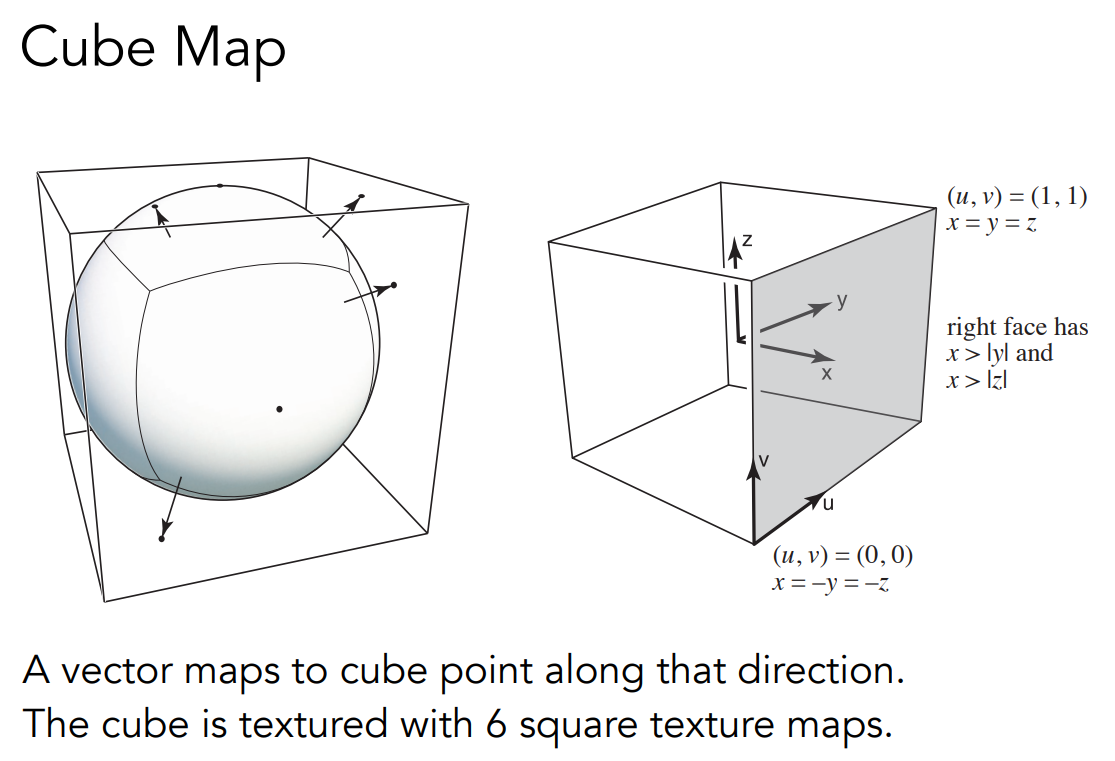 Cube Map
(u, v) = (1, 1)
x = y = z
z
y
x
right face has
x > |y| and
x > |z|
v
u
(u, v) = (0, 0)
x = –y = –z
A vector maps to cube point along that direction.
The cube is textured with 6 square texture maps.